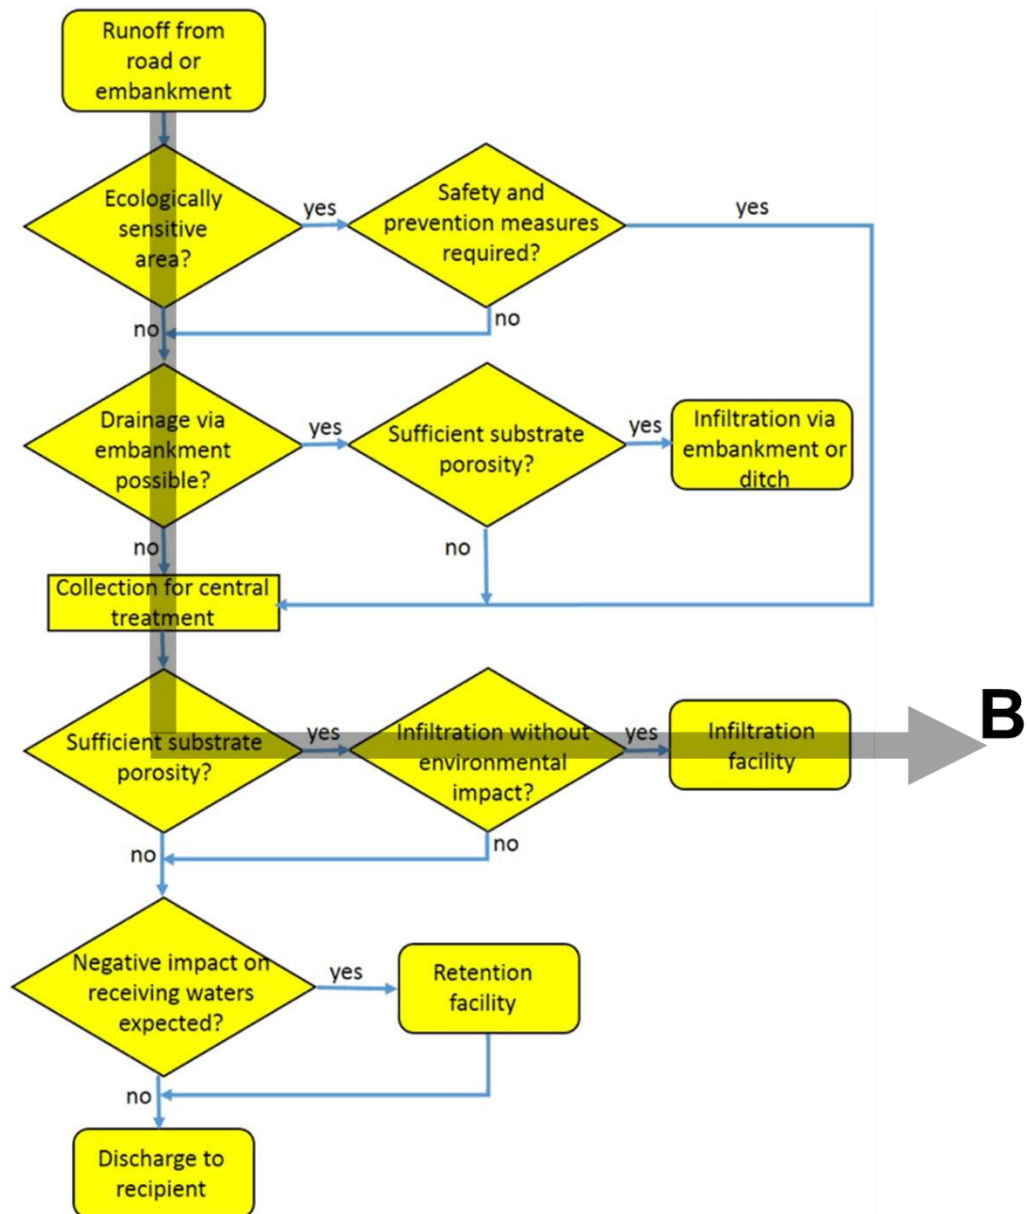 Runoff from
road or
embankment
Ecologically
sensitive
area?
yes
Safety and
prevention measures
required?
yes
no
no
Drainage via
embankment
possible?
yes
Sufficient substrate
porosity?
yes
Infiltration via
embankment or
ditch
no
no
Collection for central
treatment
Sufficient substrate
porosity?
yes
Infiltration without
environmental
impact?
yes
Infiltration
facility
B
no
no
Negative impact on
receiving waters
expected?
yes
Retention
facility
no
Discharge to
recipient